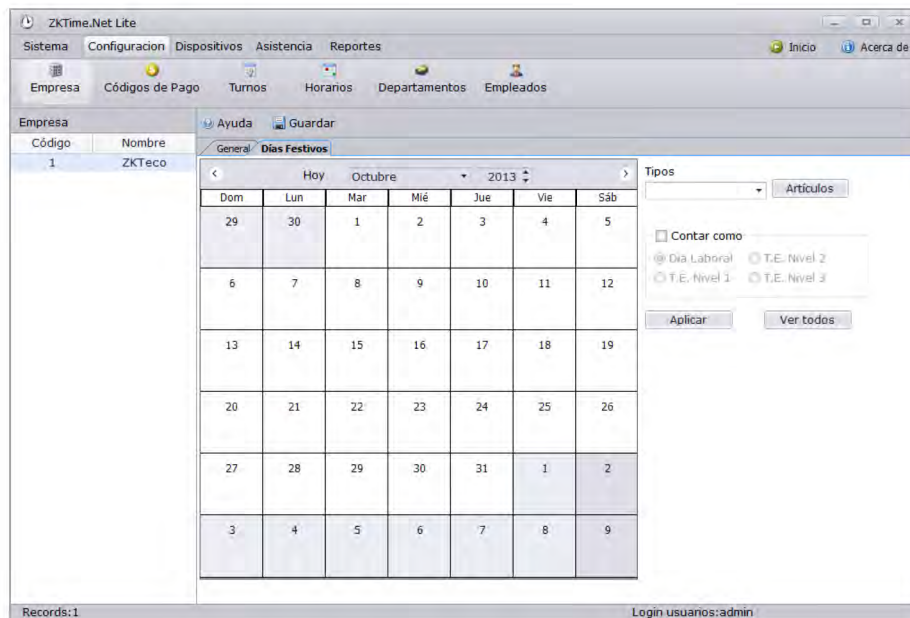 ZKTime.Net Lite
Sistema Configuracion Dispositivos Asistencia Reportes Inicio Acerca de
Empresa Códigos de Pago Turnos Horarios Departamentos Empleados
Empresa Ayuda Guardar
Código Nombre General Días Festivos
1 ZKTeco
Hoy Octubre 2013 Tipos
Dom Lun Mar Mié Jue Vie Sáb Artículos
29 30 1 2 3 4 5
Contar como
Dia Laboral T.E. Nivel 2
T.E. Nivel 1 T.E. Nivel 3
6 7 8 9 10 11 12
Aplicar Ver todos
13 14 15 16 17 18 19
20 21 22 23 24 25 26
27 28 29 30 31 1 2
3 4 5 6 7 8 9
Records:1 Login usuarios:admin